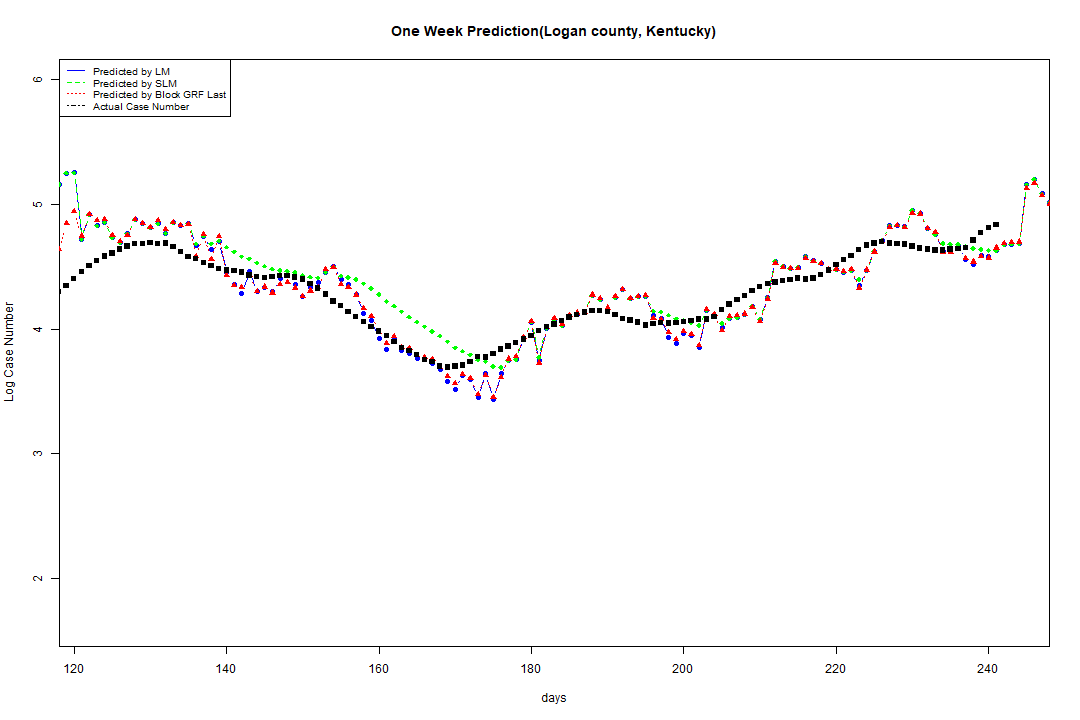 One Week Prediction(Logan county, Kentucky)
Predicted by LM
Predicted by SLM
Predicted by Block GRF Last
Actual Case Number
6
5
4
3
2
Log Case Number
120 140 160 180 200 220 240
days